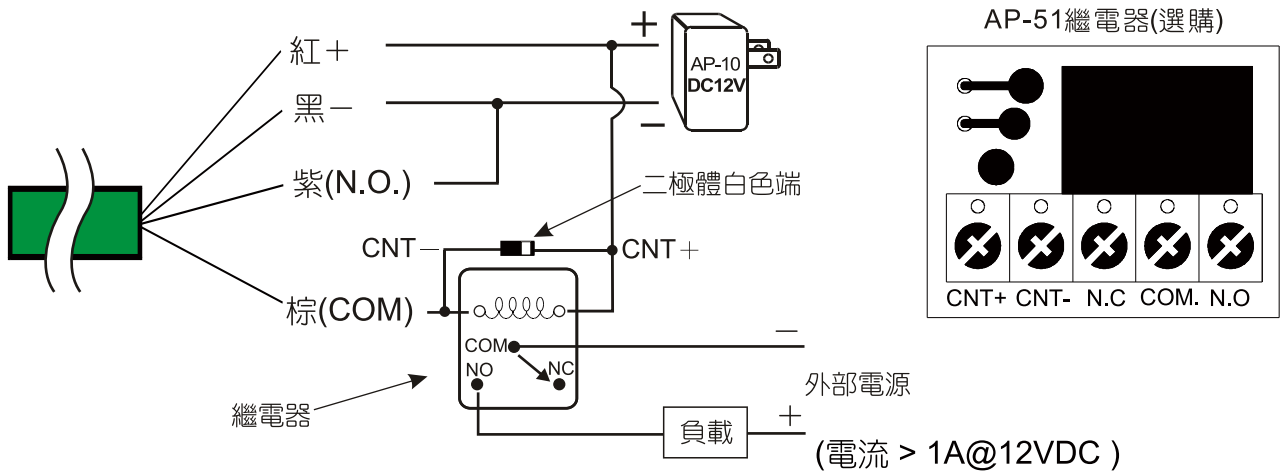 紅＋
黑－
紫(N.O.)
棕(COM)
＋
－
AP-10
DC12V
二極體白色端
CNT－
CNT＋
COM
NO
NC
繼電器
－
外部電源
負載
＋
(電流 > 1A@12VDC )
AP-51繼電器(選購)
CNT+ CNT- N.C COM. N.O